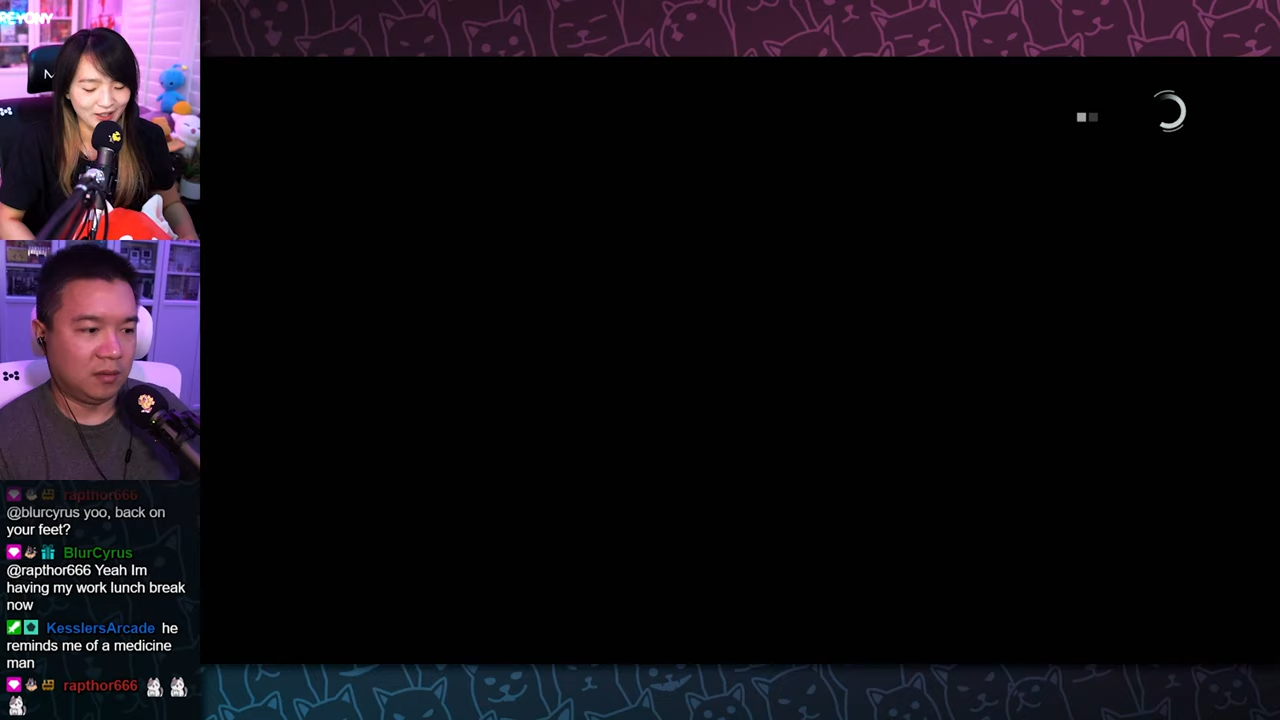 rapthor666
@blurcyrus yoo, back on
your feet?
BlurCyrus
@rapthor666 Yeah Im
having my work lunch break
now
KesslersArcade he
reminds me of a medicine
man
rapthor666